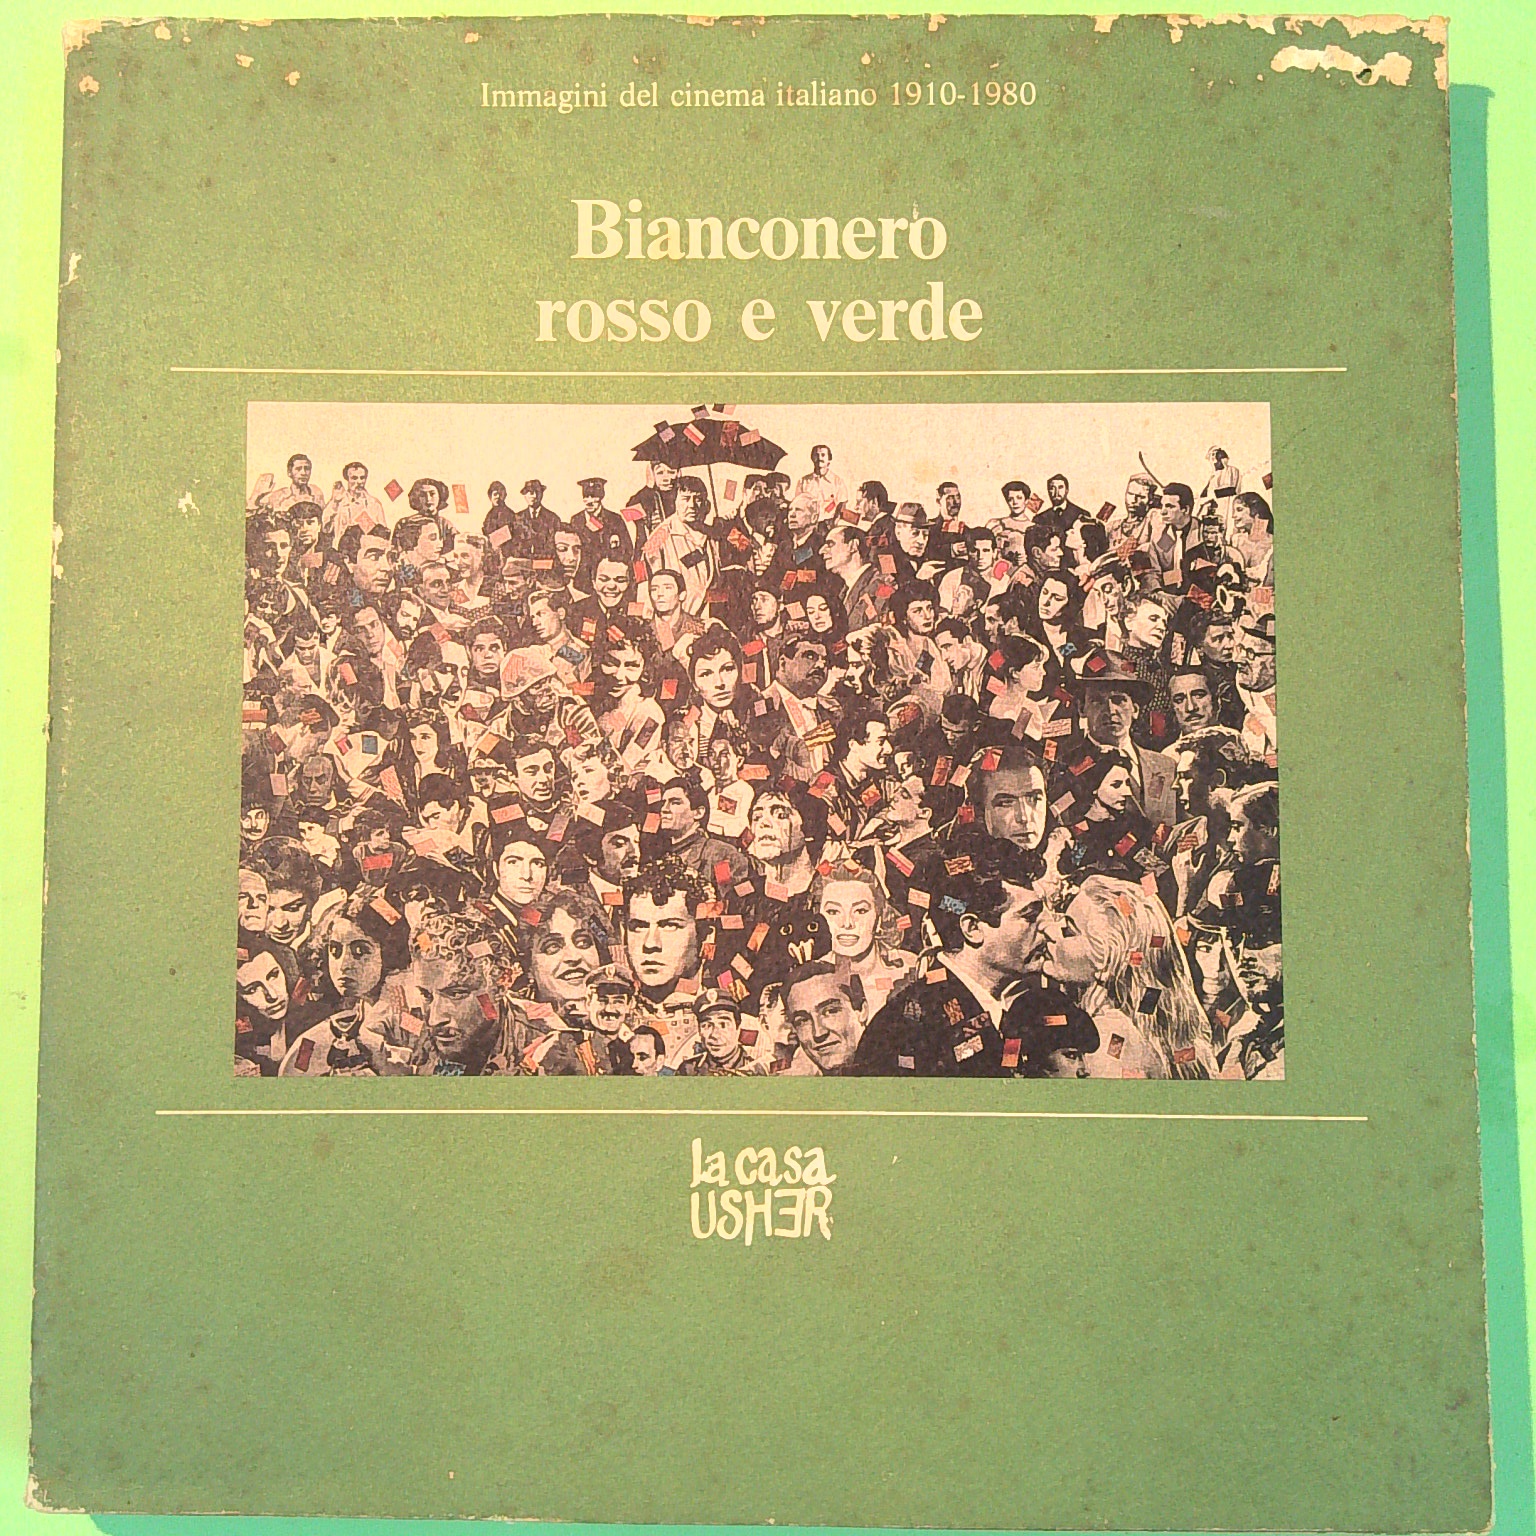 Immagini del cinema italiano 1910-1980
Bianconero
rosso e verde
la casa
USHER